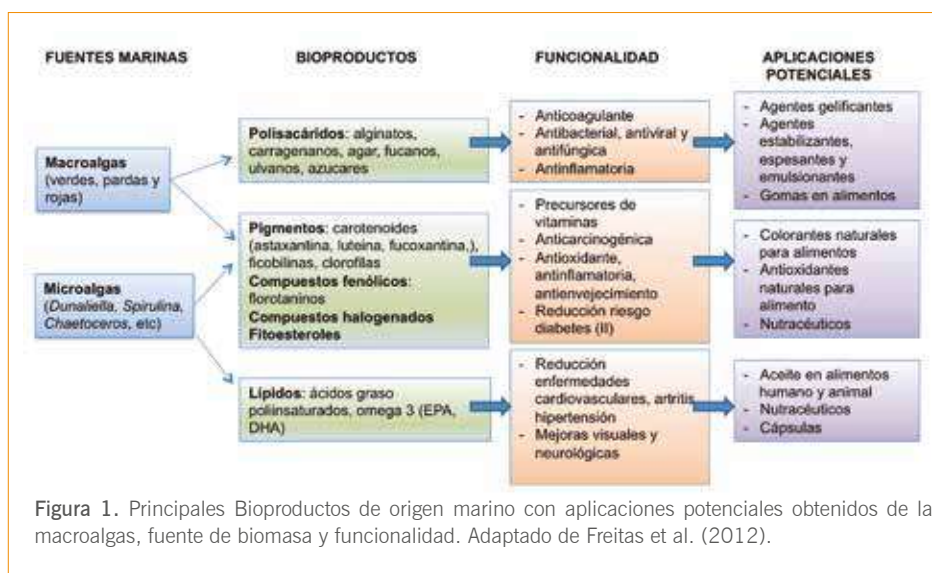 FUENTES MARINAS
BIOPRODUCTOS
FUNCIONALIDAD
APLICACIONES
POTENCIALES
Macroalgas
(verdes, pardas y
rojas)
Microalgas
(Dunaliella, Spirulina,
Chaetoceros, etc)
Polisacáridos: alginatos,
carragenanos, agar, fucanos,
ulvanos, azucares
Pigmentos: carotenoides
(astaxantina, luteína, fucoxantina,),
ficobilinas, clorofilas
Compuestos fenólicos:
florotaninos
Compuestos halogenados
Fitoesteroles
Lípidos: ácidos graso
poliinsaturados, omega 3 (EPA,
DHA)
- Anticoagulante
- Antibacterial, antiviral y
antifúngica
- Antinflamatoria
- Precursores de
vitaminas
- Anticarcinogénica
- Antioxidante,
antinflamatoria,
antienvejecimiento
- Reducción riesgo
diabetes (II)
- Reducción
enfermedades
cardiovasculares, artritis,
hipertensión
- Mejoras visuales y
neurológicas
- Agentes gelificantes
- Agentes
estabilizantes,
espesantes y
emulsionantes
- Gomas en alimentos
- Colorantes naturales
para alimentos
- Antioxidantes
naturales para
alimento
- Nutracéuticos
- Aceite en alimentos
humano y animal
- Nutracéuticos
- Cápsulas
Figura 1. Principales Bioproductos de origen marino con aplicaciones potenciales obtenidos de la
macroalgas, fuente de biomasa y funcionalidad. Adaptado de Freitas et al. (2012).